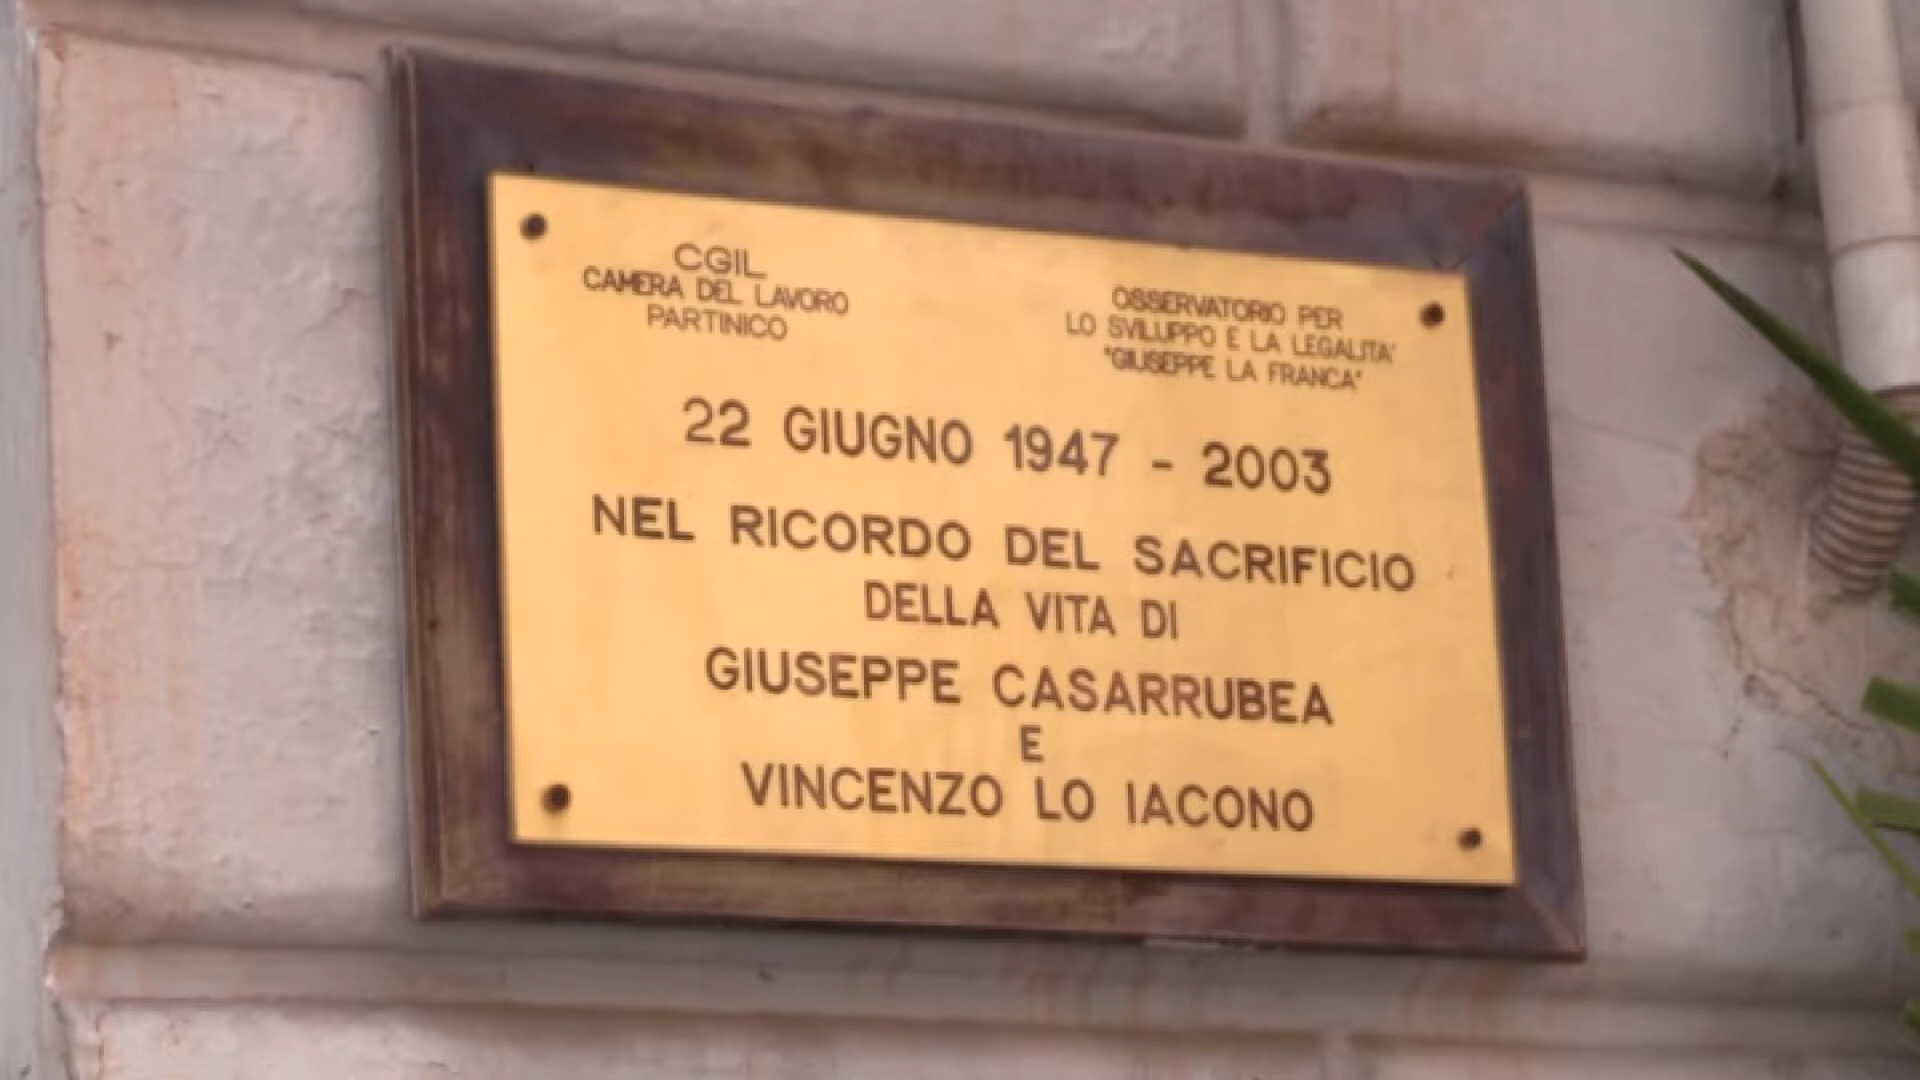 CGIL
CAMERA DEL LAVORO
PARTINICO
OSSERVATORIO PER
LO SVILUPPO E LA LEGALITA'
"GIUSEPPE LA FRANCA"
22 GIUGNO 1947 - 2003
NEL RICORDO DEL SACRIFICIO
DELLA VITA DI
GIUSEPPE CASARRUBEA
E
VINCENZO LO IACONO